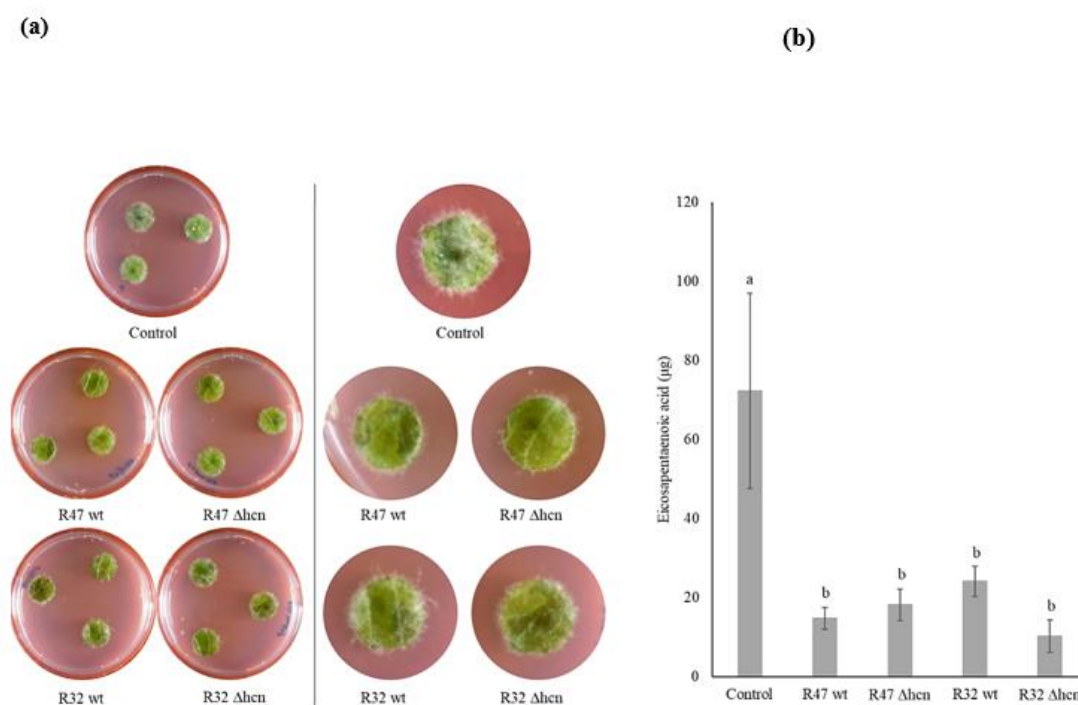 (a)
(b)
Control
Control
R47 wt
R47 Δhcn
R47 wt
R47 Δhcn
R32 wt
R32 Δhcn
R32 wt
R32 Δhcn
Eicosapentaenoic acid (µg)
120
100
80
60
40
20
0
a
b
b
b
b
Control
R47 wt
R47 Δhcn
R32 wt
R32 Δhcn